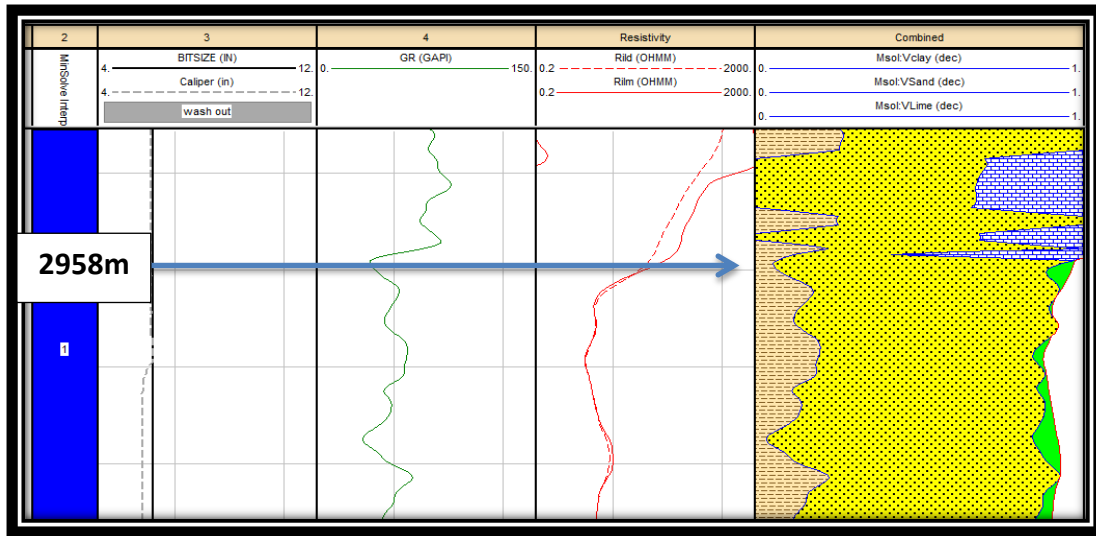 2
3
4
Resistivity
Combined
MinSolve Interp
BITSIZE (IN)
4. 12.
Caliper (in)
4. 12.
wash out
GR (GAPI)
0. 150.
Rild (OHMM)
0.2 2000.
Rilm (OHMM)
0.2 2000.
Msol:Vclay (dec)
0. 1.
Msol:VSand (dec)
0. 1.
Msol:VLime (dec)
0. 1.
2958m
1